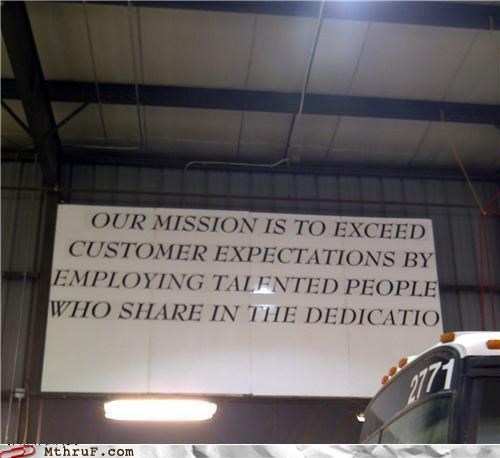 OUR MISSION IS TO EXCEED
CUSTOMER EXPECTATIONS BY
EMPLOYING TALENTED PEOPLE
WHO SHARE IN THE DEDICATIO
2771
MThruF.com